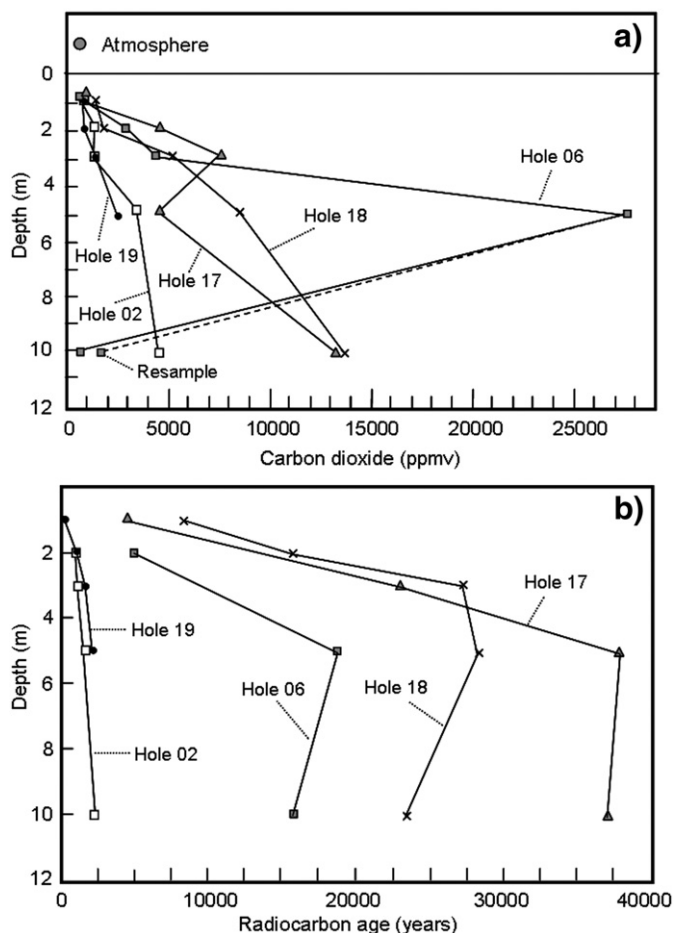 a)
Atmosphere
0
2
4
6
8
10
12
Depth (m)
Hole 06
Hole 18
Hole 19
Hole 17
Hole 02
Resample
0 5000 10000 15000 20000 25000
Carbon dioxide (ppmv)
b)
2
4
6
8
10
12
Depth (m)
Hole 17
Hole 19
Hole 06
Hole 18
Hole 02
0 10000 20000 30000 40000
Radiocarbon age (years)